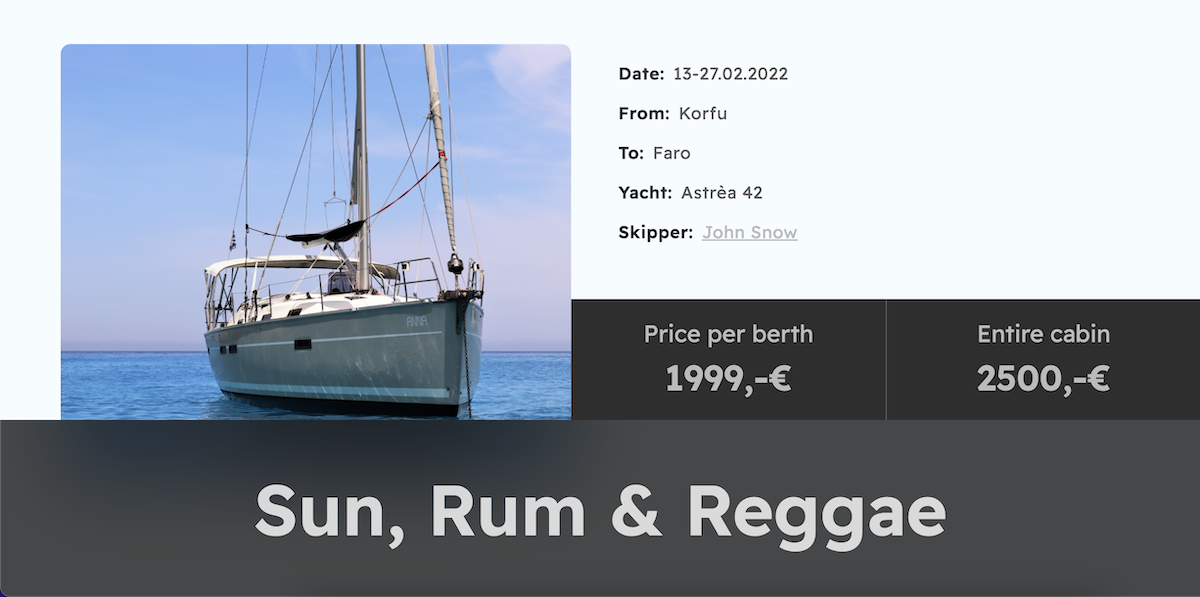 Date: 13-27.02.2022
From: Korfu
To: Faro
Yacht: Astrèa 42
Skipper: John Snow
ANNA
Price per berth
1999,-€
Entire cabin
2500,-€
Sun, Rum & Reggae